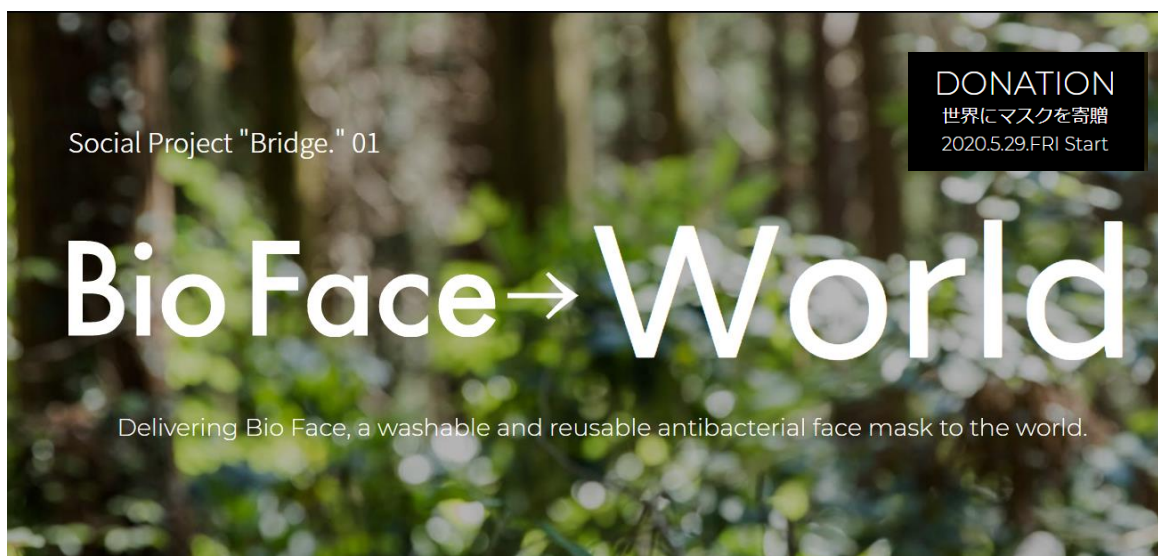 DONATION
世界にマスクを寄贈
2020.5.29.FRI Start
Social Project "Bridge." 01
Bio Face→World
Delivering Bio Face, a washable and reusable antibacterial face mask to the world.